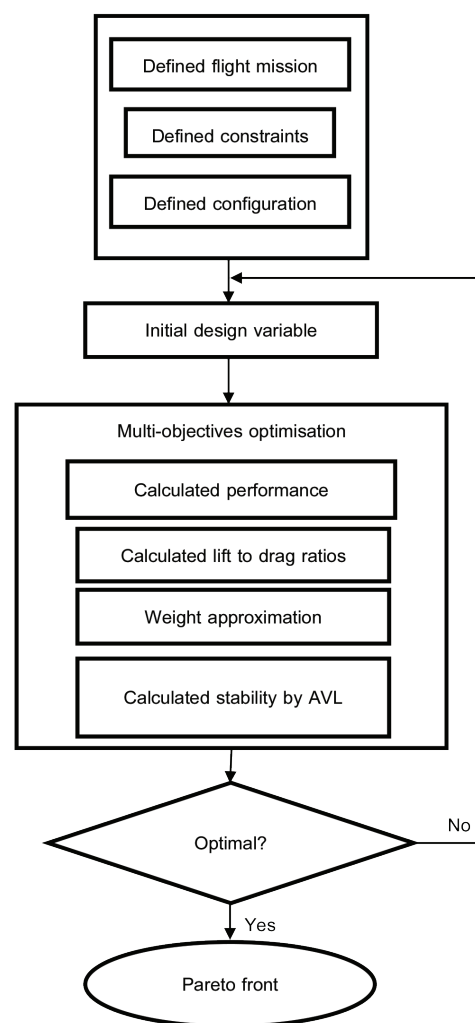 Defined flight mission
Defined constraints
Defined configuration
Initial design variable
Multi-objectives optimisation
Calculated performance
Calculated lift to drag ratios
Weight approximation
Calculated stability by AVL
Optimal?
No
Yes
Pareto front